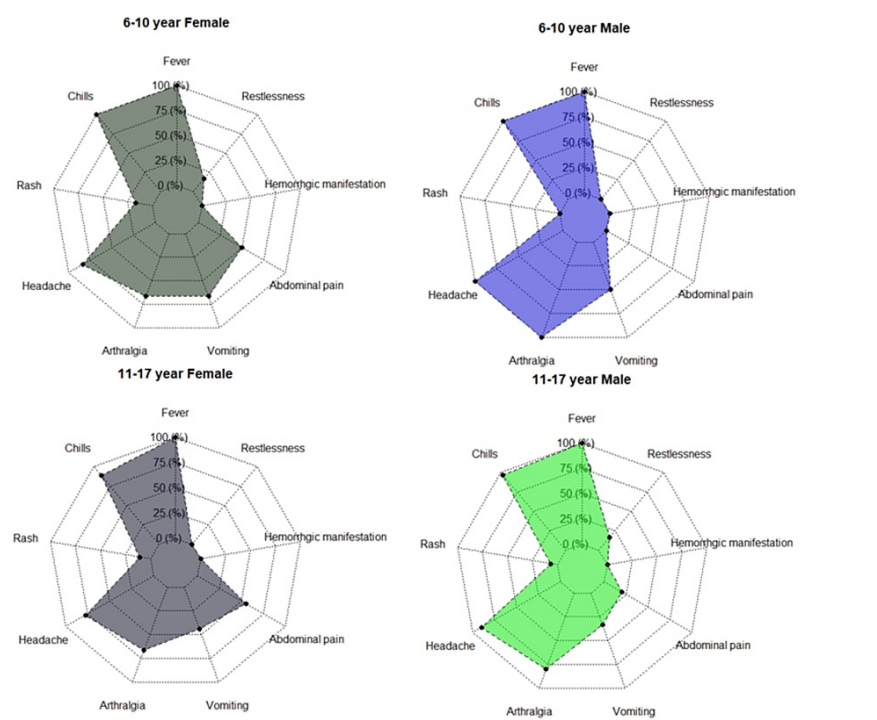 6-10 year Female
Fever
100 (%)
75 (%)
50 (%)
25 (%)
0 (%)
Chills
Restlessness
Rash
Hemorrhgic manifestation
Headache
Abdominal pain
Arthralgia
Vomiting
6-10 year Male
Fever
100 (%)
75 (%)
50 (%)
25 (%)
0 (%)
Chills
Restlessness
Rash
Hemorrhgic manifestation
Headache
Abdominal pain
Arthralgia
Vomiting
11-17 year Female
Fever
100 (%)
75 (%)
50 (%)
25 (%)
0 (%)
Chills
Restlessness
Rash
Hemorrhgic manifestation
Headache
Abdominal pain
Arthralgia
Vomiting
11-17 year Male
Fever
100 (%)
75 (%)
50 (%)
25 (%)
0 (%)
Chills
Restlessness
Rash
Hemorrhgic manifestation
Headache
Abdominal pain
Arthralgia
Vomiting